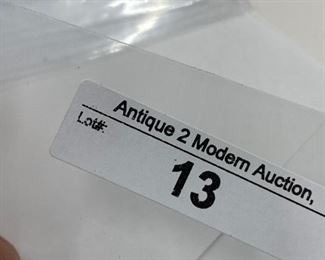 Antique 2 Modern Auction,
Lot#:
13